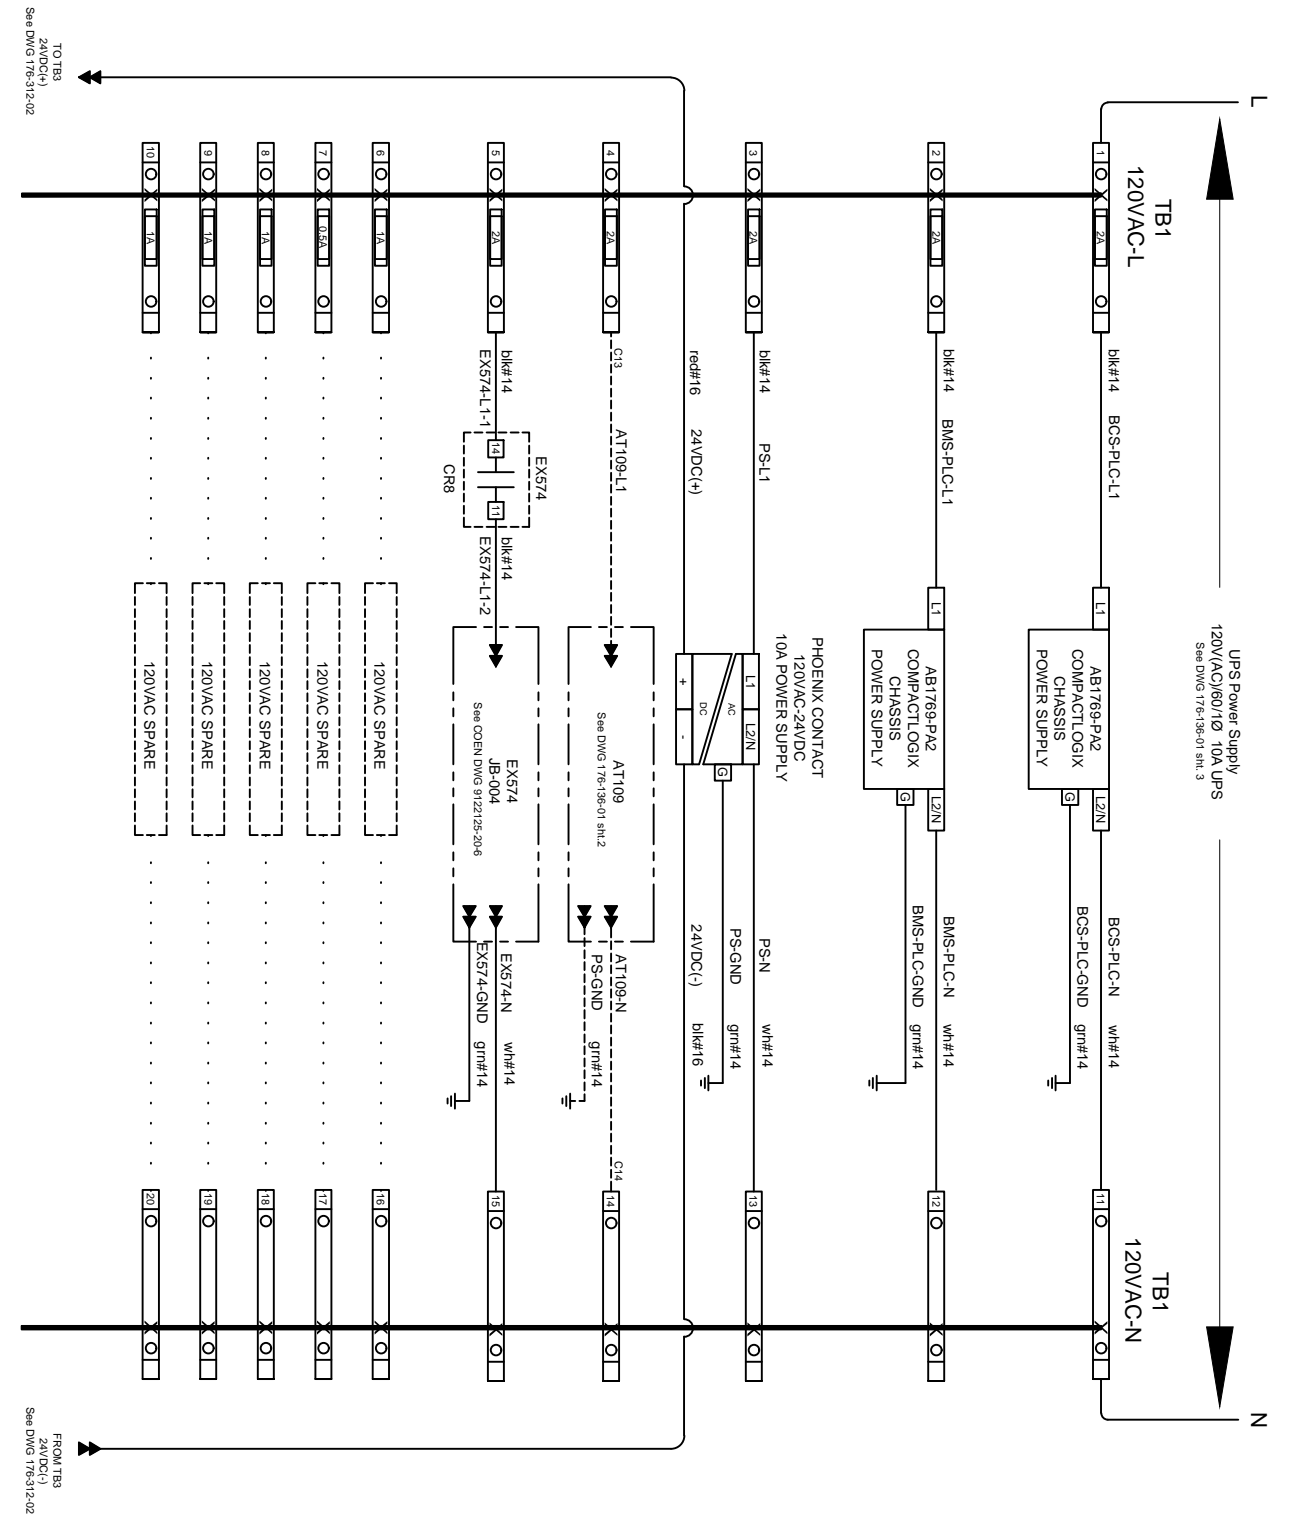 L
N
UPS Power Supply
120V(AC)/60/1Ø 10A UPS
See DWG 176-136-01 sht. 3
TB1
120VAC-L
TB1
120VAC-N
1
2A
blk#14
BCS-PLC-L1
L1
AB1769-PA2
COMPACTLOGIX
CHASSIS
POWER SUPPLY
L2/N
G
BCS-PLC-N
wh#14
BCS-PLC-GND
grn#14
11
2
2A
blk#14
BMS-PLC-L1
L1
AB1769-PA2
COMPACTLOGIX
CHASSIS
POWER SUPPLY
L2/N
G
BMS-PLC-N
wh#14
BMS-PLC-GND
grn#14
12
PHOENIX CONTACT
120VAC-24VDC
10A POWER SUPPLY
3
2A
blk#14
PS-L1
L1
L2/N
AC
DC
+
-
G
PS-N
wh#14
PS-GND
grn#14
13
red#16
24VDC(+)
24VDC(-)
blk#16
4
2A
C13
AT109-L1
AT109
See DWG 176-136-01 sht.2
AT109-N
C14
PS-GND
grn#14
14
5
2A
blk#14
EX574-L1-1
EX574
14
11
CR8
blk#14
EX574-L1-2
EX574
JB-004
See COEN DWG 9122125-20-6
EX574-N
wh#14
EX574-GND
grn#14
15
6
1A
120VAC SPARE
16
7
0.5A
120VAC SPARE
17
8
1A
120VAC SPARE
18
9
1A
120VAC SPARE
19
10
1A
120VAC SPARE
20
TO TB3
24VDC(+)
See DWG 176-312-02
FROM TB3
24VDC(-)
See DWG 176-312-02